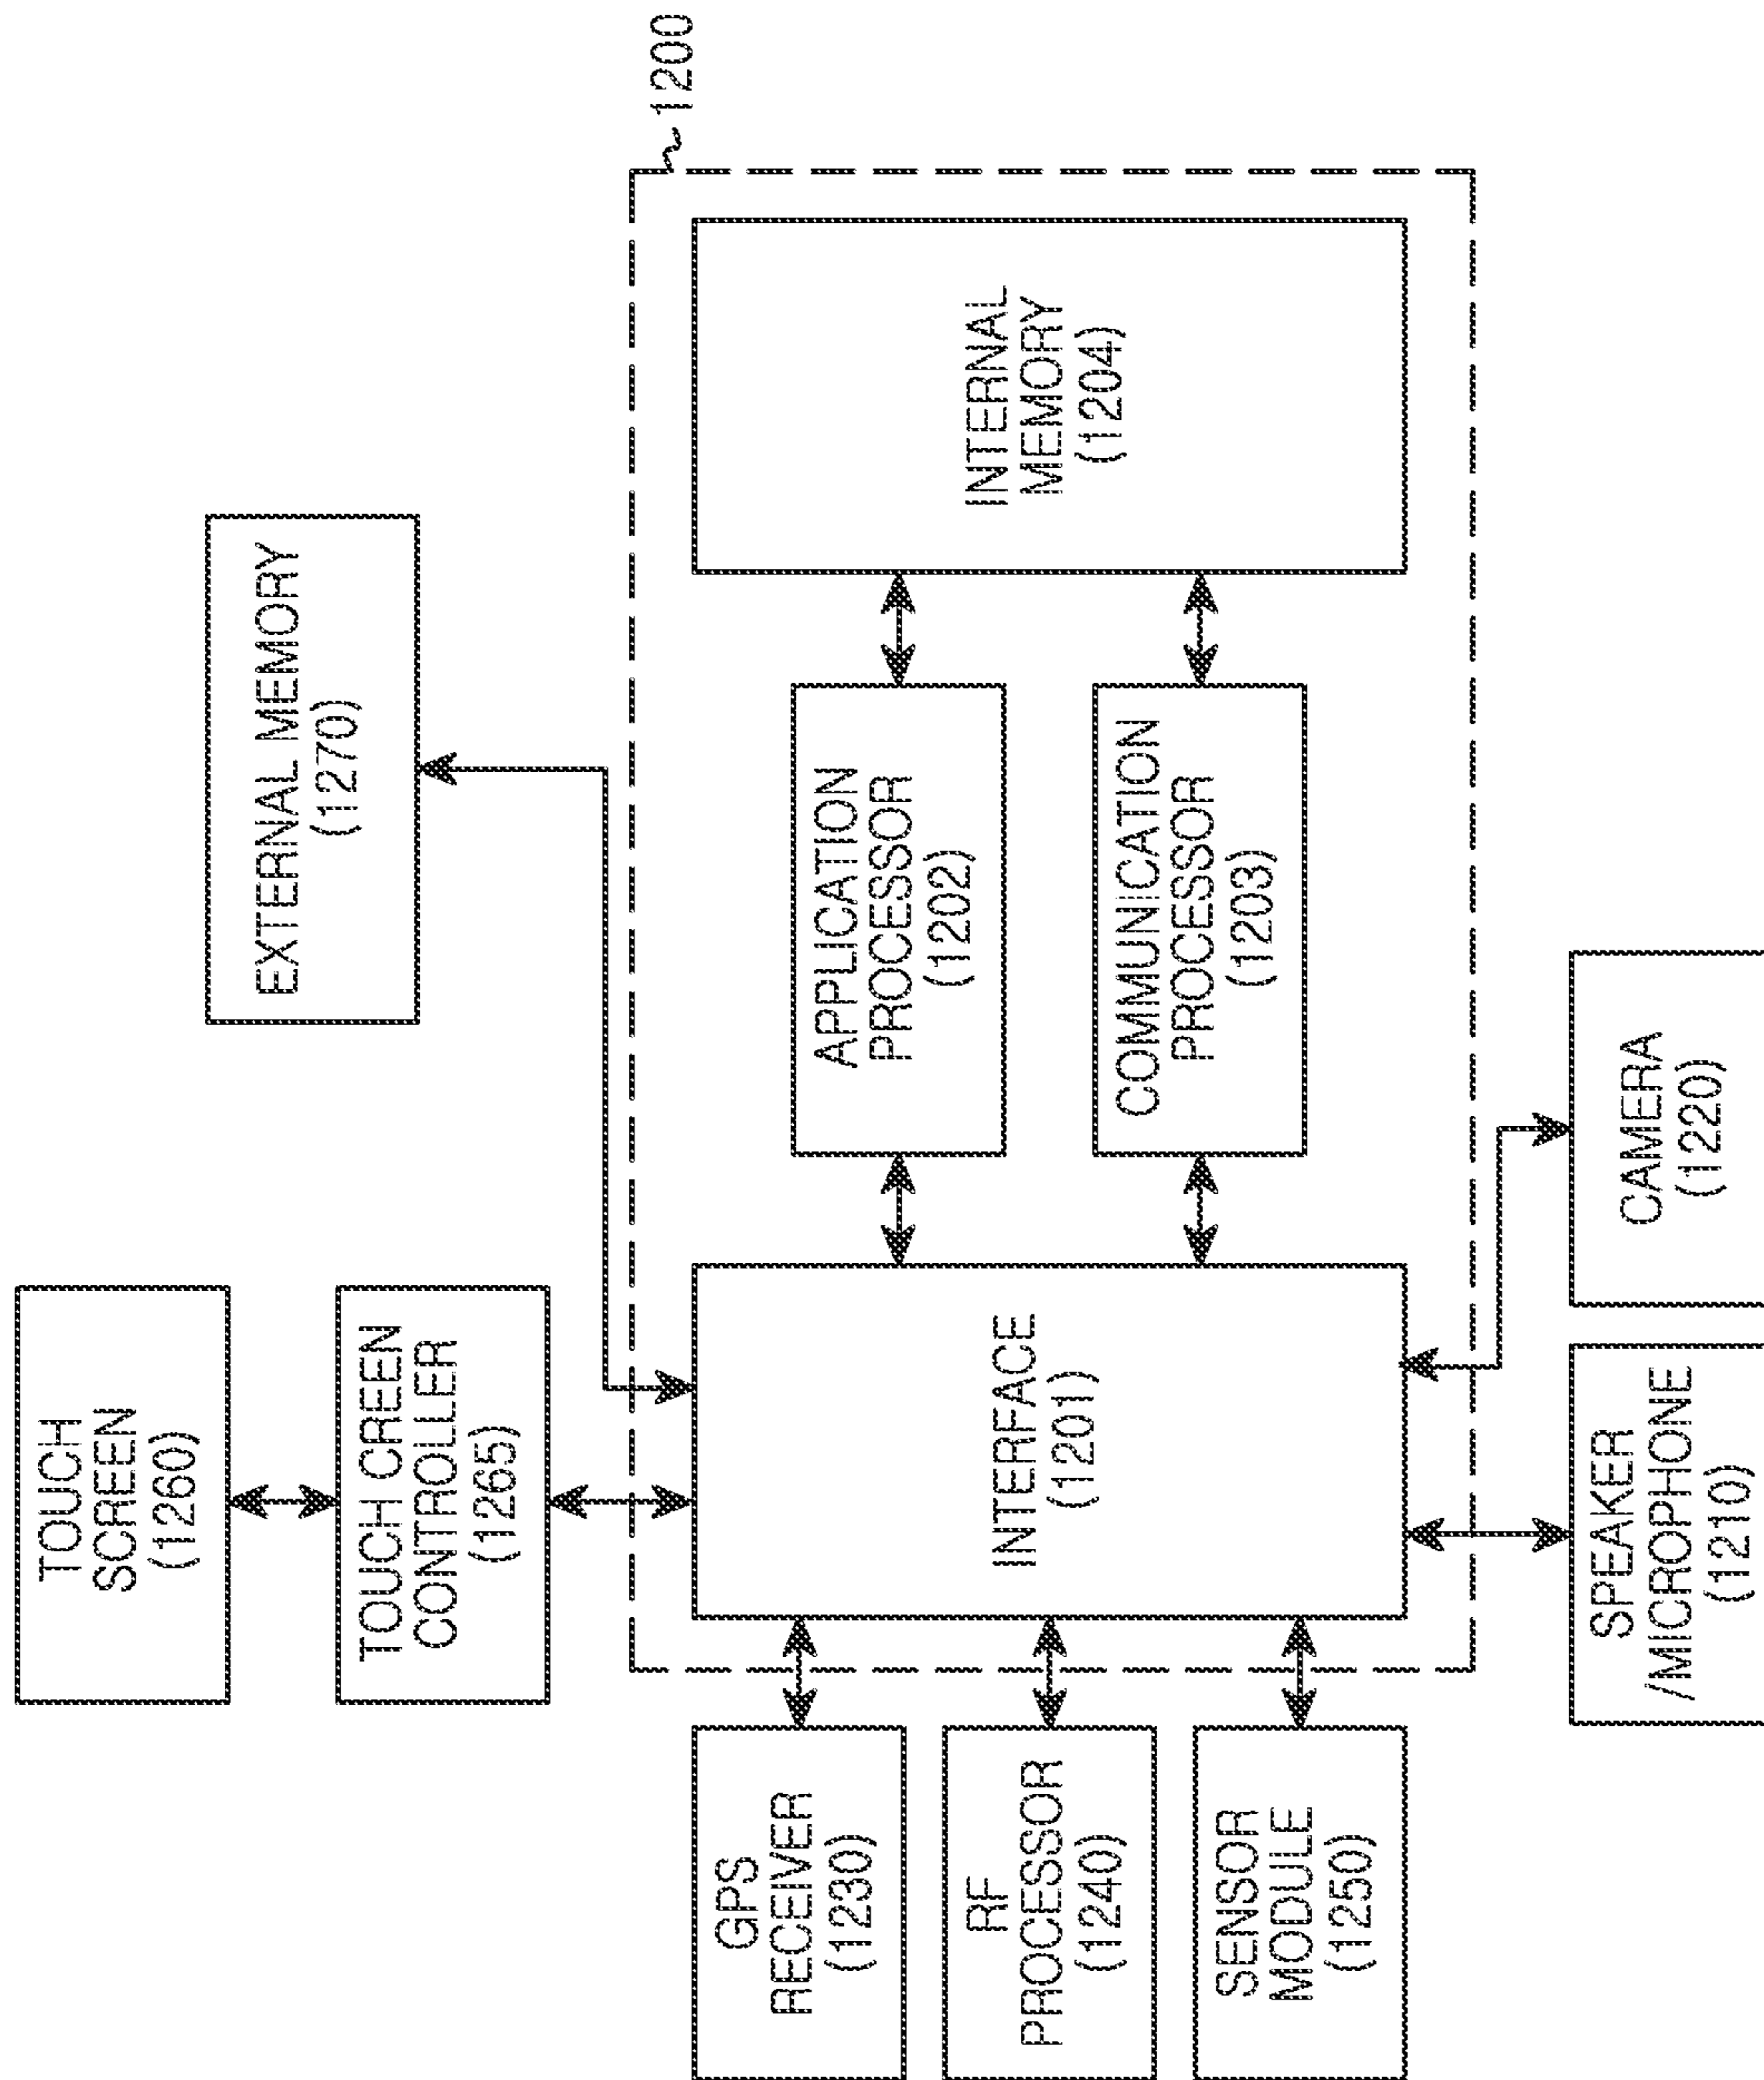 TOUCH
SCREEN
(1260)
TOUCH CREEN
CONTROLLER
(1265)
EXTERNAL MEMORY
(1270)
1200
GPS
RECEIVER
(1230)
RF
PROCESSOR
(1240)
SENSOR
MODULE
(1250)
INTERFACE
(1201)
APPLICATION
PROCESSOR
(1202)
COMMUNICATION
PROCESSOR
(1203)
INTERNAL
MEMORY
(1204)
SPEAKER
/MICROPHONE
(1210)
CAMERA
(1220)